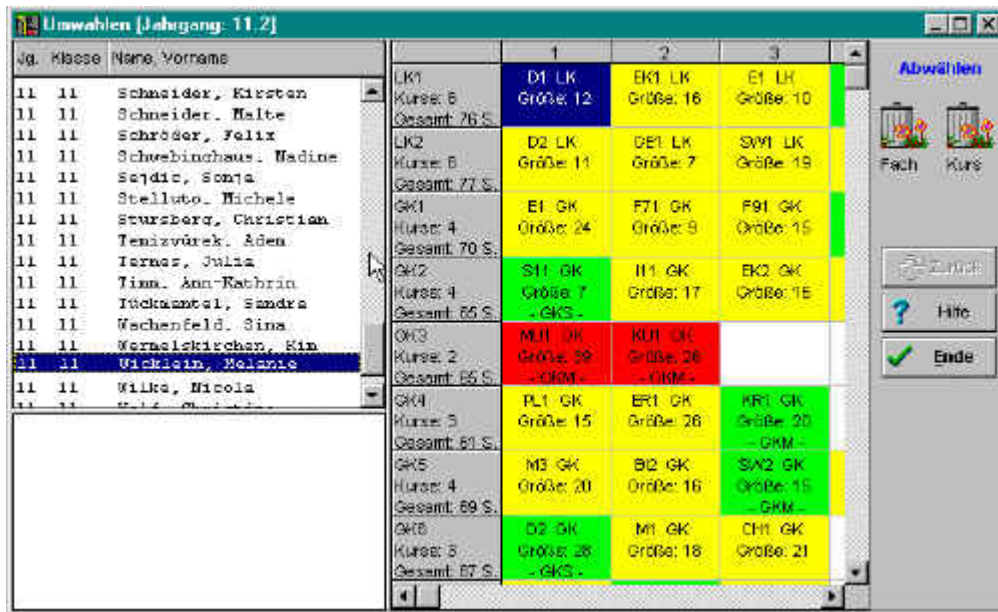 Umwahlen [Jahrgang: 11.2]
Jg. Klasse Name, Vorname
11 11 Schneider, Kirsten
11 11 Schneider, Malte
11 11 Schröder, Felix
11 11 Schwebinghaus, Nadine
11 11 Sejdic, Sonja
11 11 Stelluto, Michele
11 11 Stursberg, Christian
11 11 Tenizvürek, Aden
11 11 Ternes, Julia
11 11 Timm, Ann-Kathrin
11 11 Tückmantel, Sandra
11 11 Wachenfeld, Sina
11 11 Wermelskirchen, Kim
11 11 Wicklein, Melanie
11 11 Wilke, Nicola
11 11
1 2 3
LK1
Kurse: 6
Gesamt: 76 S.
D1 LK
Größe: 12
EK1 LK
Größe: 16
E1 LK
Größe: 10
LK2
Kurse: 6
Gesamt: 77 S.
D2 LK
Größe: 11
GE1 LK
Größe: 7
SW1 LK
Größe: 19
GK1
Kurse: 4
Gesamt: 70 S.
E1 GK
Größe: 24
F71 GK
Größe: 9
F91 GK
Größe: 15
GK2
Kurse: 4
Gesamt: 65 S.
S11 GK
Größe: 7
- GKS -
I11 GK
Größe: 17
EK2 GK
Größe: 16
GK3
Kurse: 2
Gesamt: 65 S.
MU1 GK
Größe: 39
- GKM -
KU1 GK
Größe: 26
- GKM -
GK4
Kurse: 3
Gesamt: 61 S.
PL1 GK
Größe: 15
ER1 GK
Größe: 26
KR1 GK
Größe: 20
- GKM -
GK5
Kurse: 4
Gesamt: 69 S.
M3 GK
Größe: 20
BI2 GK
Größe: 16
SW2 GK
Größe: 15
- GKM -
GK6
Kurse: 3
Gesamt: 67 S.
D2 GK
Größe: 28
- GKS -
M1 GK
Größe: 18
CH1 GK
Größe: 21
Abwählen
Fach Kurs
Zurück
Hilfe
Ende